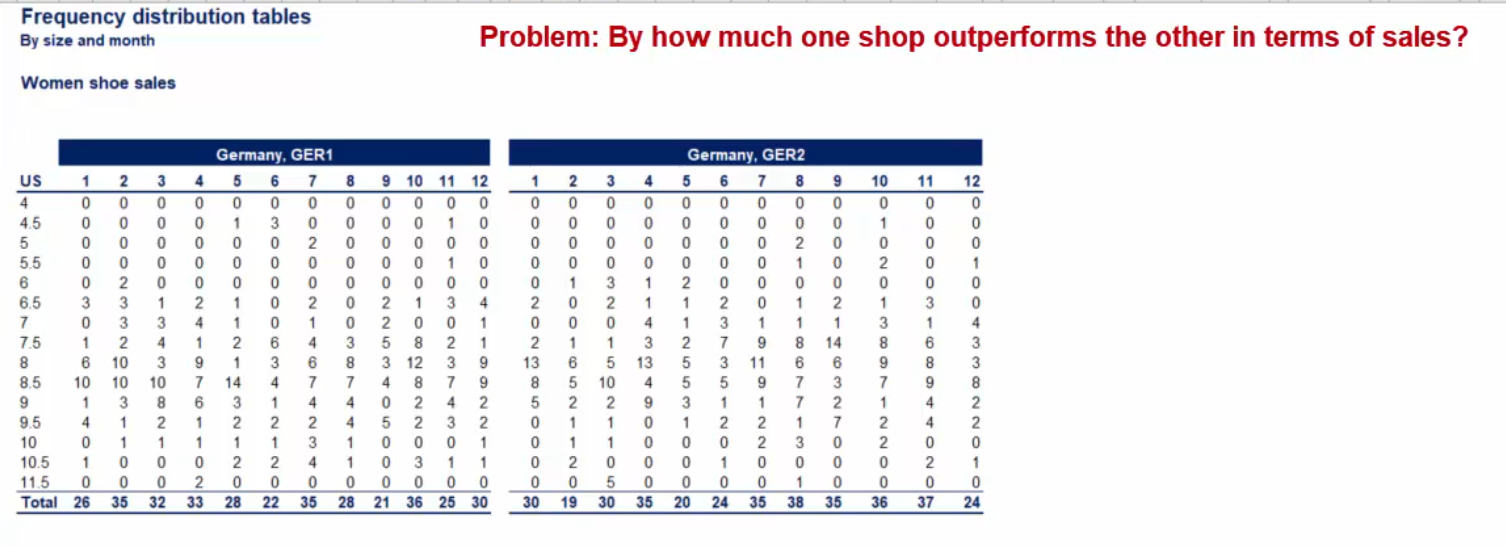 Frequency distribution tables
By size and month
Problem: By how much one shop outperforms the other in terms of sales?
Women shoe sales
Germany, GER1 Germany, GER2
US 1 2 3 4 5 6 7 8 9 10 11 12 1 2 3 4 5 6 7 8 9 10 11 12
4 0 0 0 0 0 0 0 0 0 0 0 0 0 0 0 0 0 0 0 0 0 0 0 0
4.5 0 0 0 0 1 3 0 0 0 0 1 0 0 0 0 0 0 0 0 0 0 1 0 0
5 0 0 0 0 0 0 2 0 0 0 0 0 0 0 0 0 0 0 0 2 0 0 0 0
5.5 0 0 0 0 0 0 0 0 0 0 1 0 0 0 0 0 0 0 0 1 0 2 0 1
6 0 2 0 0 0 0 0 0 0 0 0 0 0 1 3 1 2 0 0 0 0 0 0 0
6.5 3 3 1 2 1 0 2 0 2 1 3 4 2 0 2 1 1 2 0 1 2 1 3 0
7 0 3 3 4 1 0 1 0 2 0 0 1 0 0 0 4 1 3 1 1 1 3 1 4
7.5 1 2 4 1 2 6 4 3 5 8 2 1 2 1 1 3 2 7 9 8 14 8 6 3
8 6 10 3 9 1 3 6 8 3 12 3 9 13 6 5 13 5 3 11 6 6 9 8 3
8.5 10 10 10 7 14 4 7 7 4 8 7 9 8 5 10 4 5 5 9 7 3 7 9 8
9 1 3 8 6 3 1 4 4 0 2 4 2 5 2 2 9 3 1 1 7 2 1 4 2
9.5 4 1 2 1 2 2 2 4 5 2 3 2 0 1 1 0 1 2 2 1 7 2 4 2
10 0 1 1 1 1 1 3 1 0 0 0 1 0 1 1 0 0 0 2 3 0 2 0 0
10.5 1 0 0 0 2 2 4 1 0 3 1 1 0 2 0 0 0 1 0 0 0 0 2 1
11.5 0 0 0 2 0 0 0 0 0 0 0 0 0 0 5 0 0 0 0 1 0 0 0 0
Total 26 35 32 33 28 22 35 28 21 36 25 30 30 19 30 35 20 24 35 38 35 36 37 24